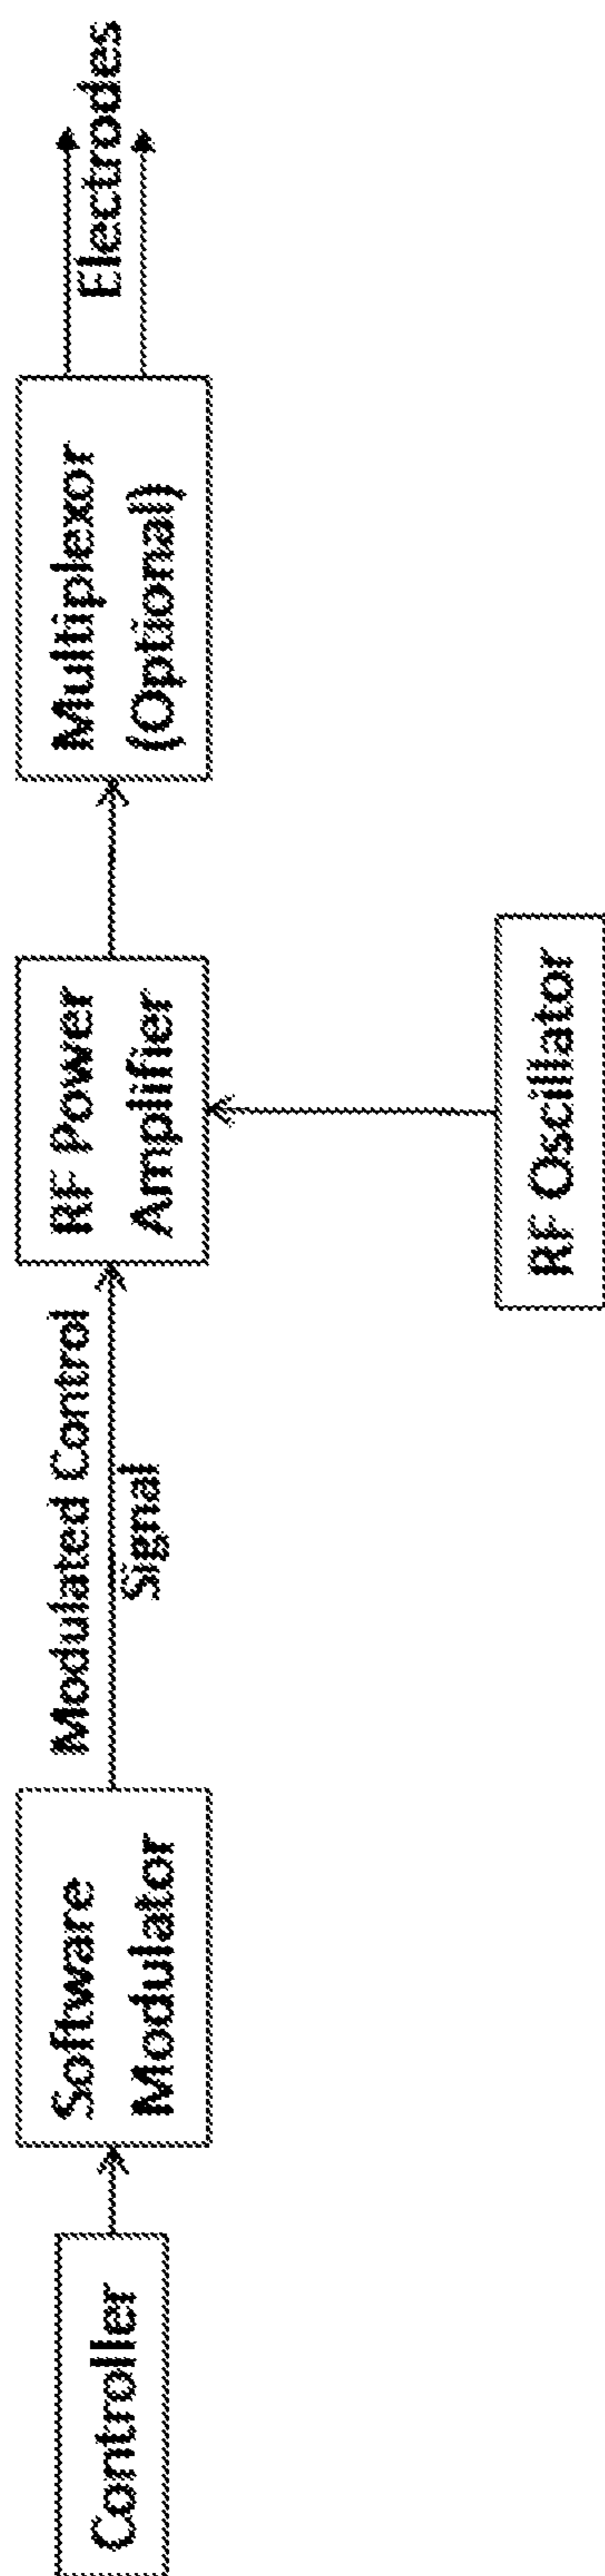 Controller
Software
Modulator
Modulated Control
Signal
RF Power
Amplifier
RF Oscillator
Multiplexor
(Optional)
Electrodes